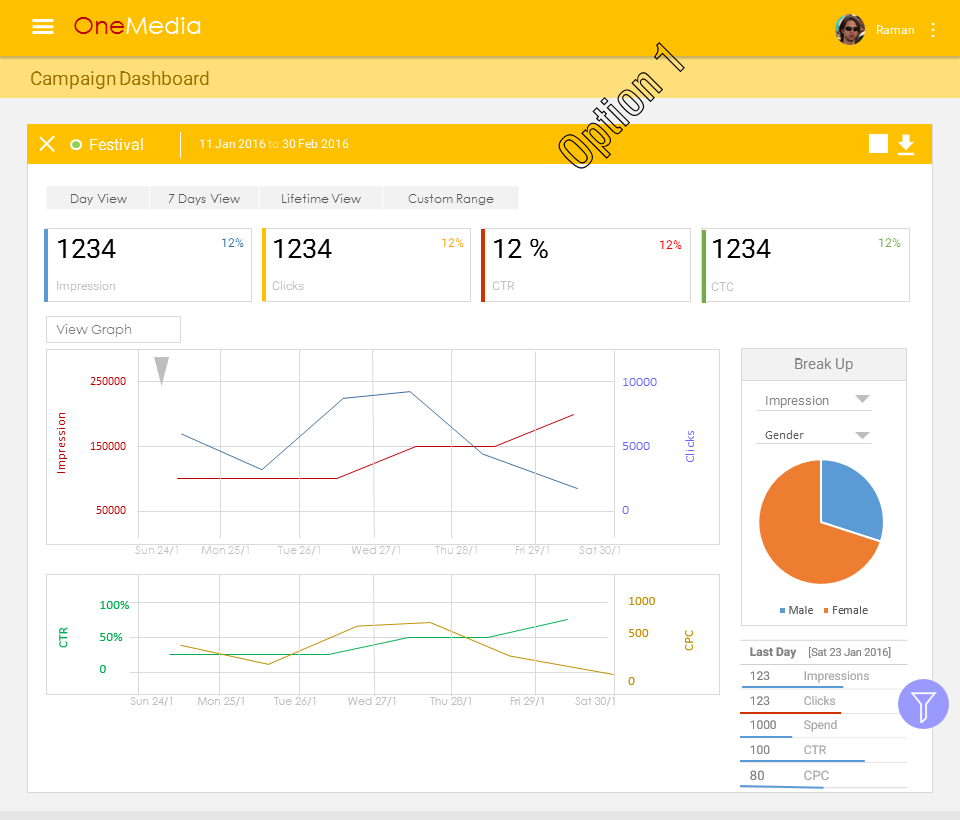 OneMedia
Raman
Campaign Dashboard
Option 1
Festival
11 Jan 2016 to 30 Feb 2016
Day View
7 Days View
Lifetime View
Custom Range
1234 12%
Impression
1234 12%
Clicks
12 % 12%
CTR
1234 12%
CTC
View Graph
Impression
250000
150000
50000
10000
5000
0
Clicks
Sun 24/1 Mon 25/1 Tue 26/1 Wed 27/1 Thu 28/1 Fri 29/1 Sat 30/1
CTR
100%
50%
0
1000
500
0
CPC
Sun 24/1 Mon 25/1 Tue 26/1 Wed 27/1 Thu 28/1 Fri 29/1 Sat 30/1
Break Up
Impression
Gender
Male Female
Last Day [Sat 23 Jan 2016]
123 Impressions
123 Clicks
1000 Spend
100 CTR
80 CPC